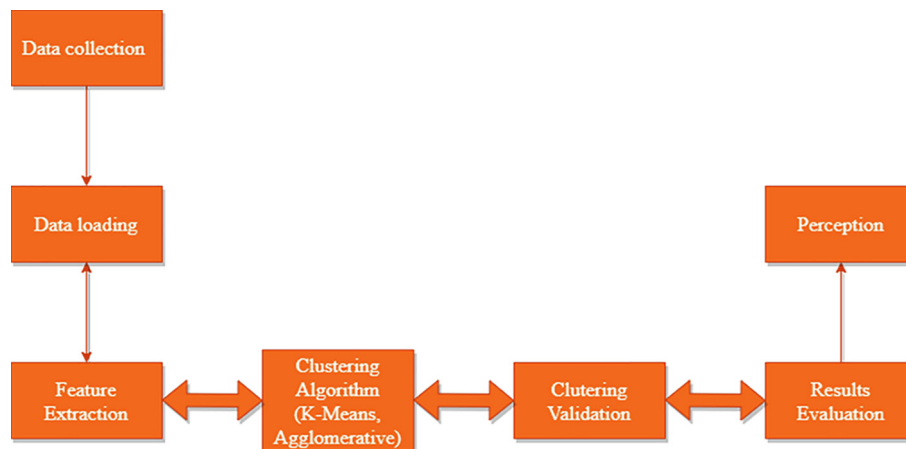 Data collection
Data loading
Perception
Feature
Extraction
Clustering
Algorithm
(K-Means,
Agglomerative)
Clutering
Validation
Results
Evaluation